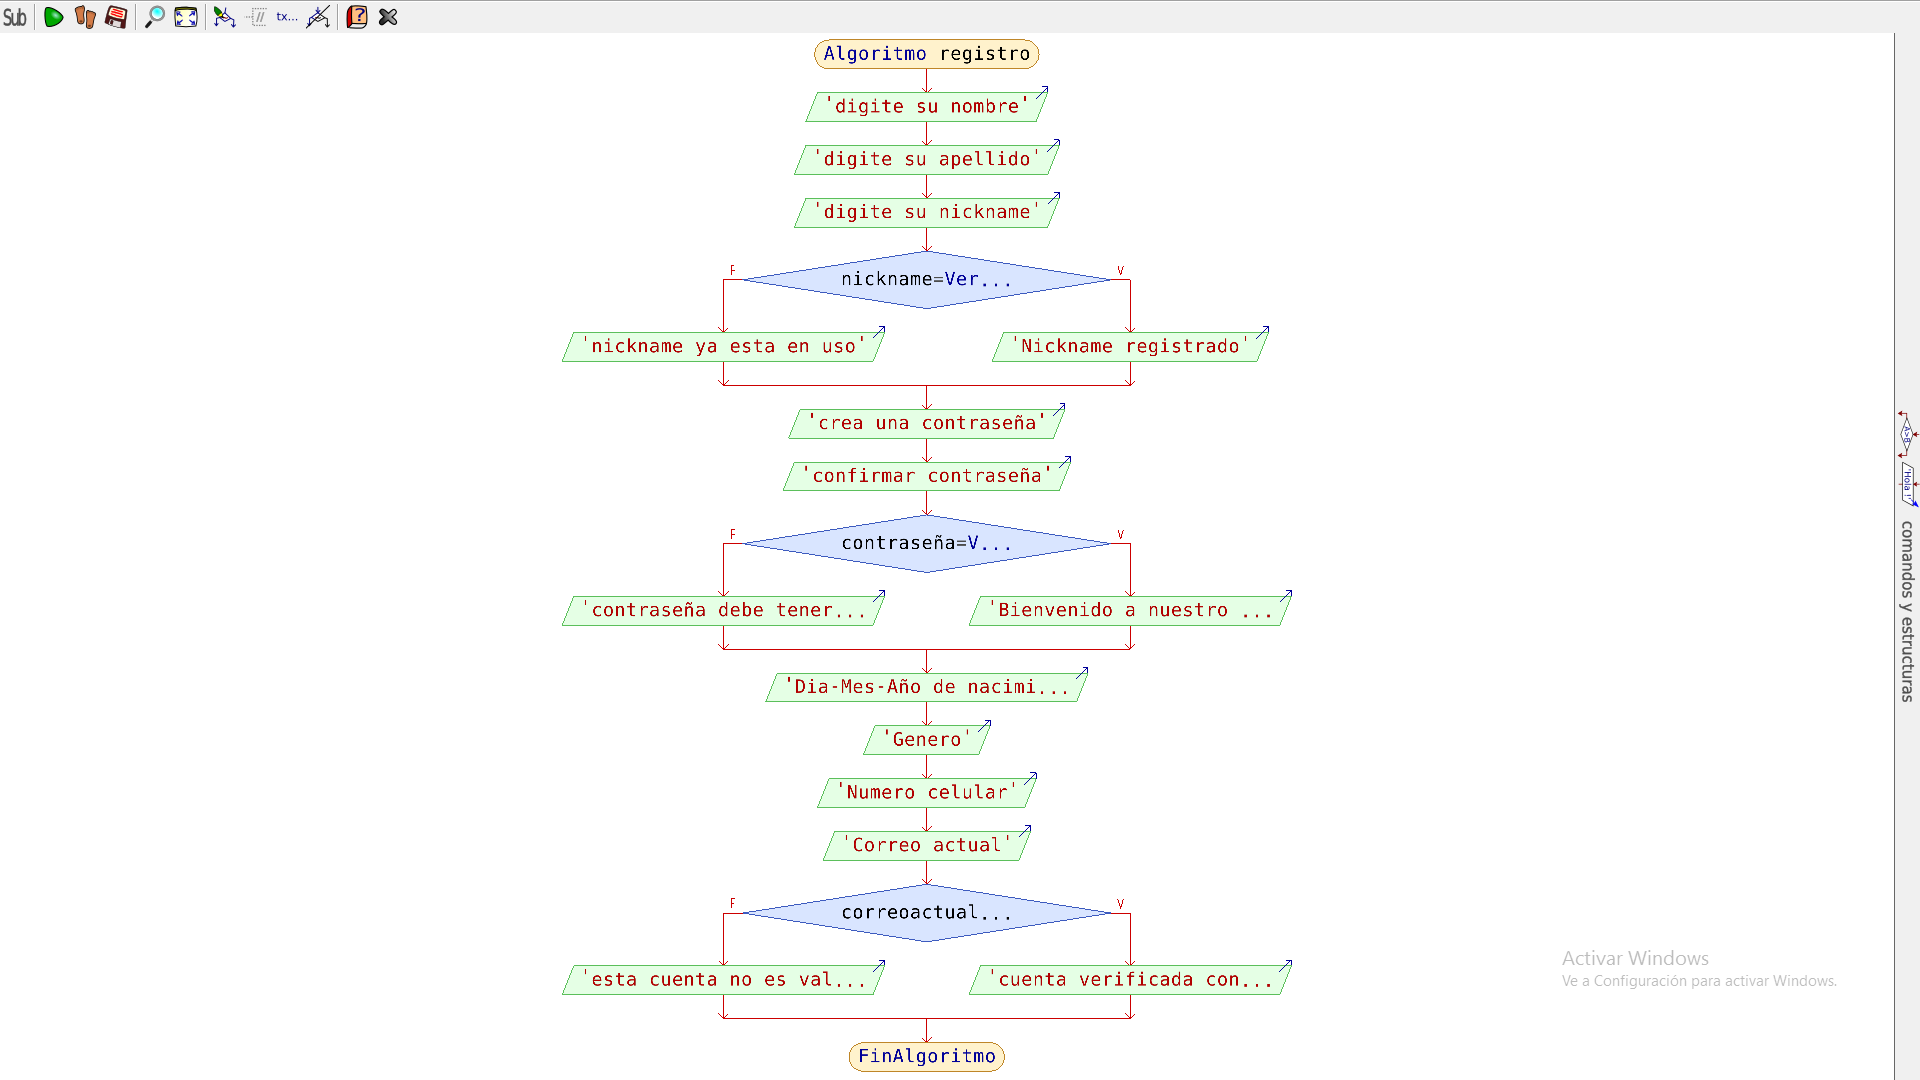 Sub
tx...
Algoritmo registro
'digite su nombre'
'digite su apellido'
'digite su nickname'
F
V
nickname=Ver...
'nickname ya esta en uso'
'Nickname registrado'
'crea una contraseña'
'confirmar contraseña'
F
V
contraseña=V...
'contraseña debe tener...
'Bienvenido a nuestro ...
'Dia-Mes-Año de nacimi...
'Genero'
'Numero celular'
'Correo actual'
F
V
correoactual...
'esta cuenta no es val...
'cuenta verificada con...
FinAlgoritmo
A>B
'Hola !'
comandos y estructuras
Activar Windows
Ve a Configuración para activar Windows.